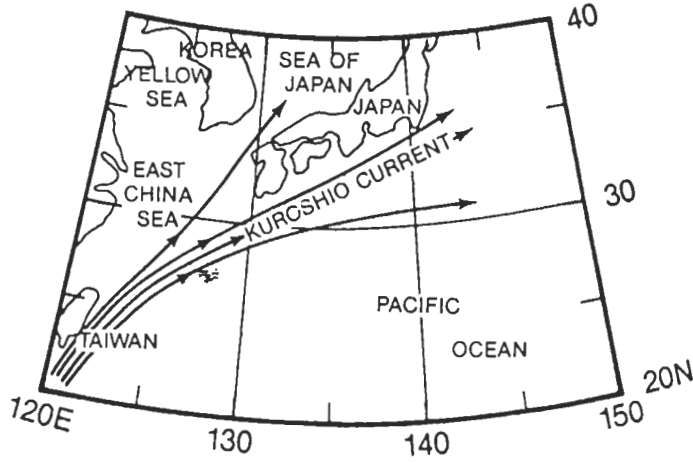 40
KOREA
SEA OF
JAPAN
YELLOW
SEA
JAPAN
EAST
CHINA
SEA
KUROSHIO CURRENT
30
PACIFIC
OCEAN
TAIWAN
20N
120E
130
140
150